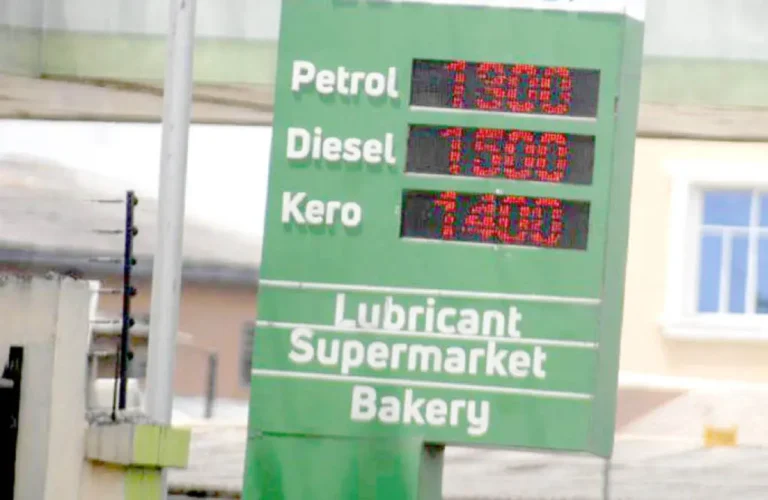 Petrol 1300
Diesel 1500
Kero 1400
Lubricant
Supermarket
Bakery